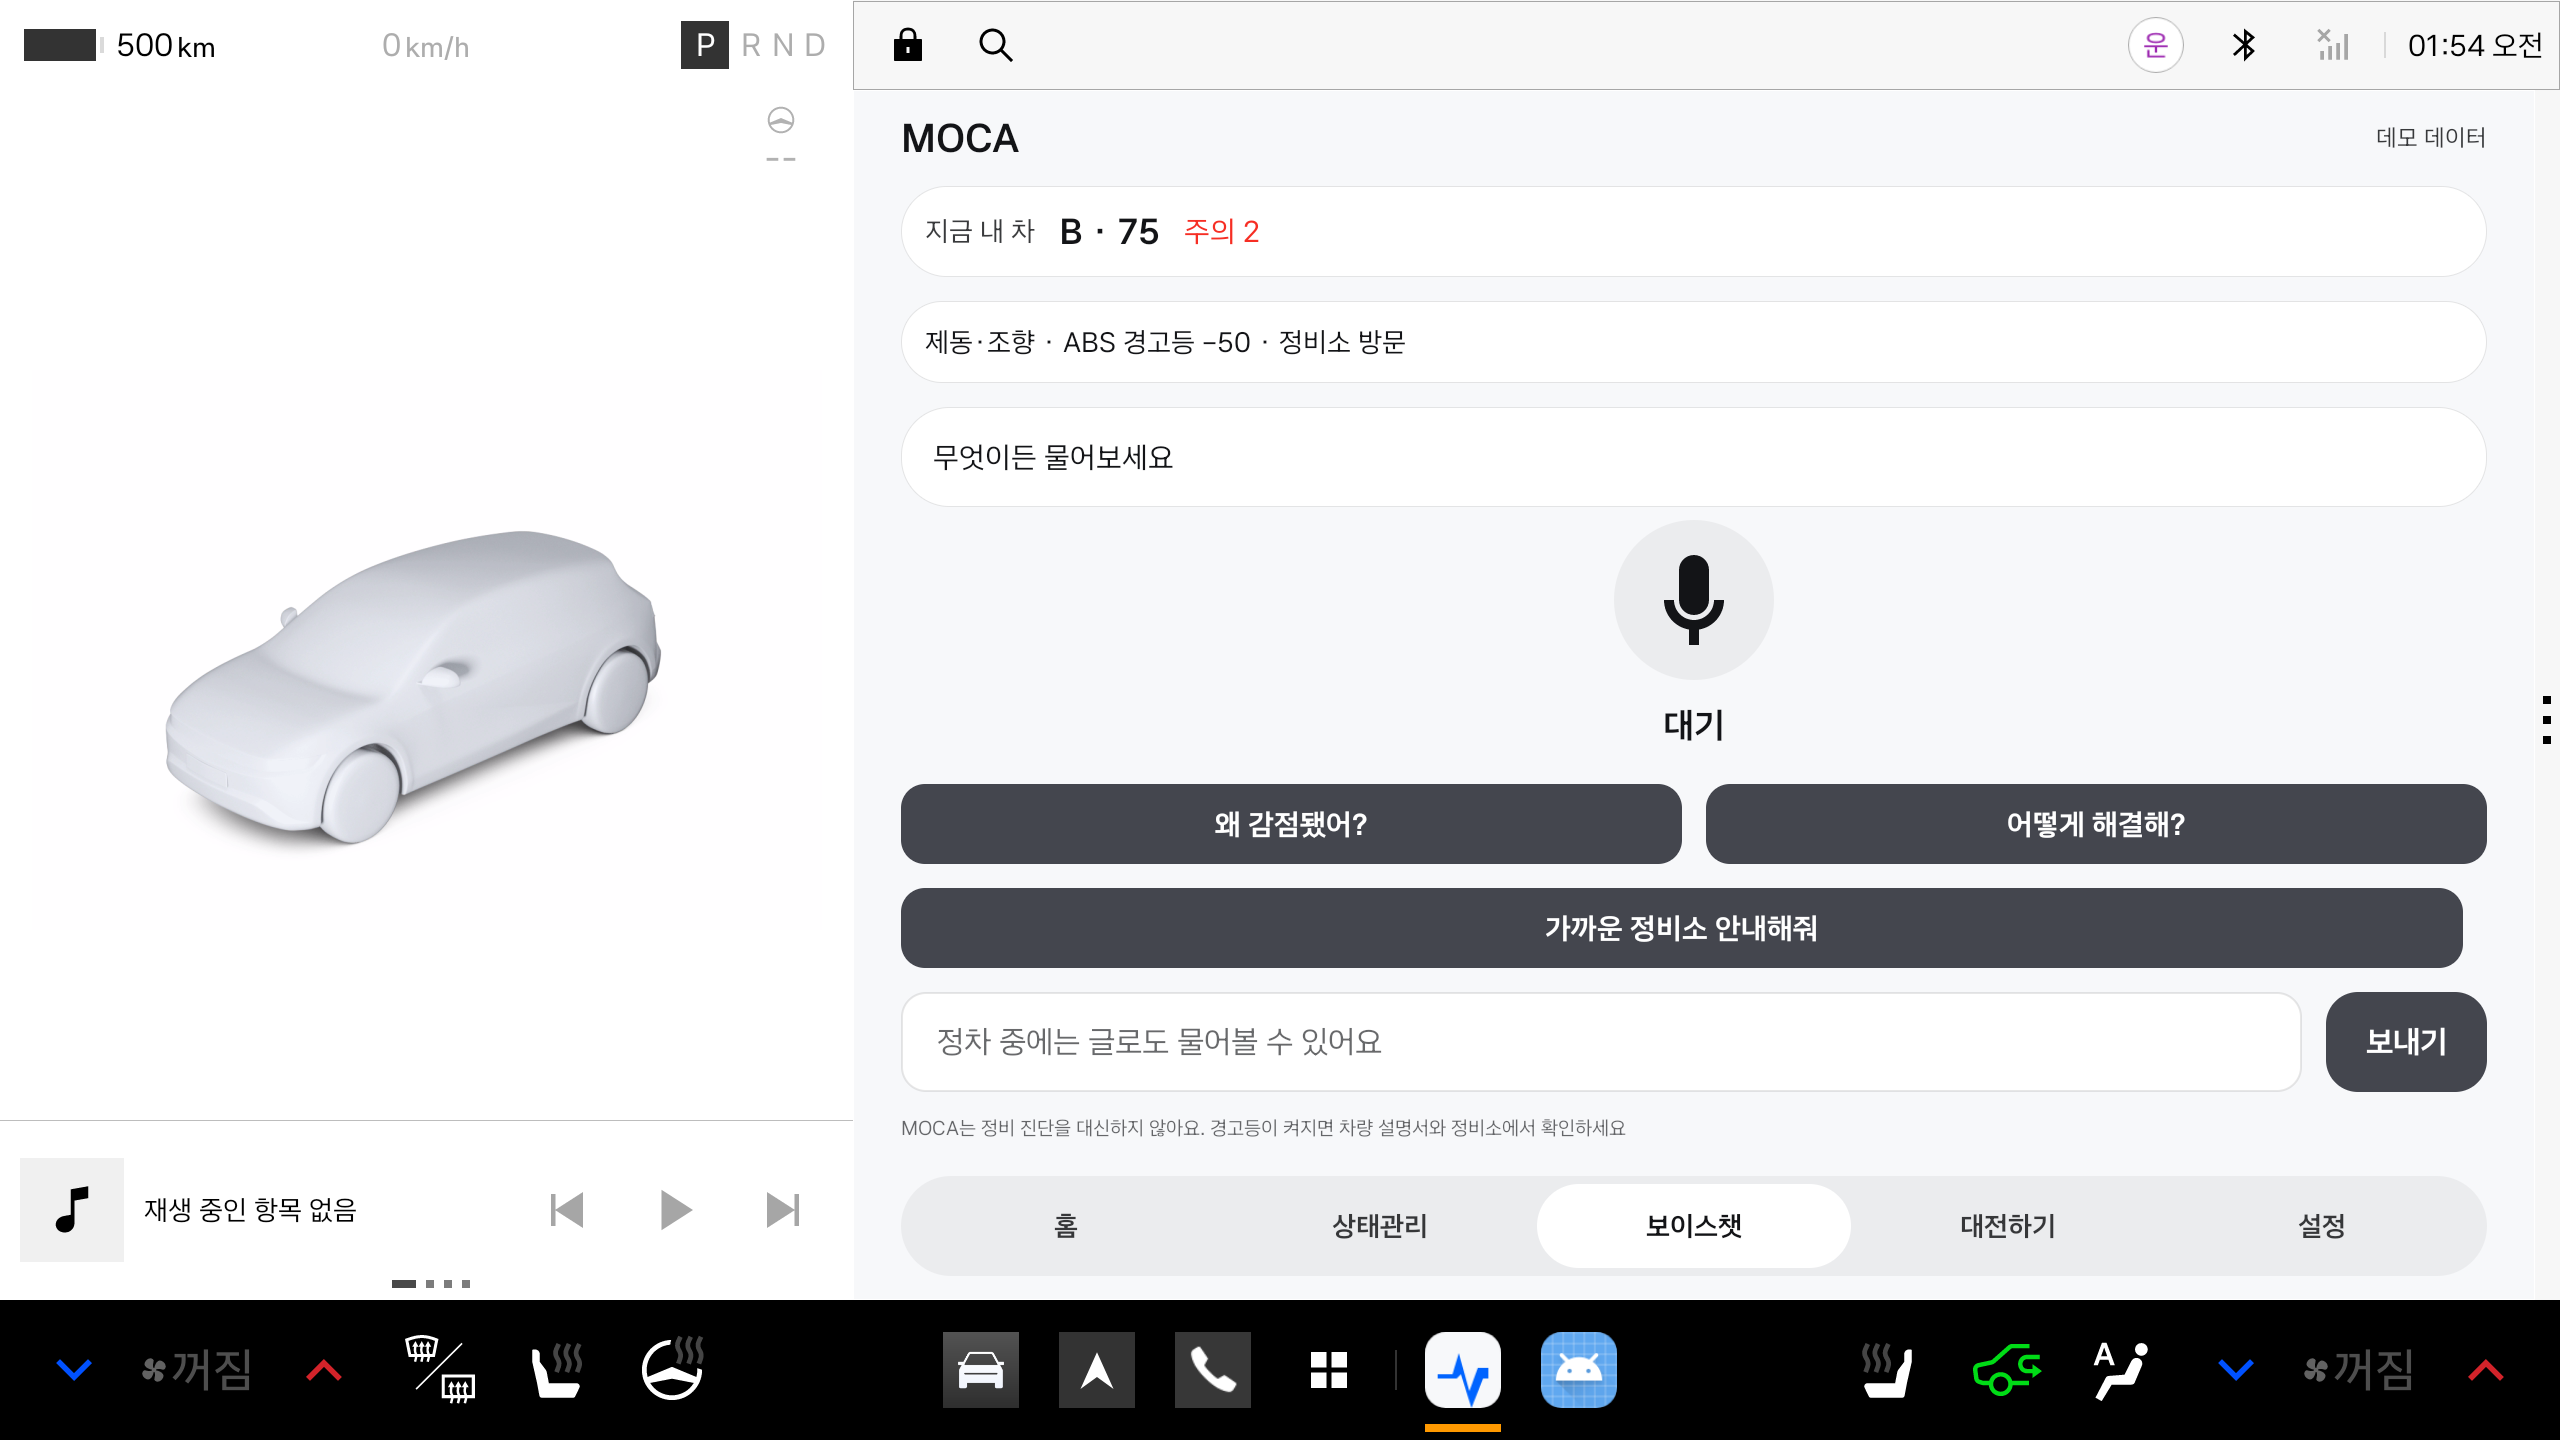 500 km
0 km/h
P R N D
--
재생 중인 항목 없음
운
01:54 오전
MOCA
데모 데이터
지금 내 차 B · 75 주의 2
제동·조향 · ABS 경고등 –50 · 정비소 방문
무엇이든 물어보세요
대기
왜 감점됐어?
어떻게 해결해?
가까운 정비소 안내해줘
정차 중에는 글로도 물어볼 수 있어요
보내기
MOCA는 정비 진단을 대신하지 않아요. 경고등이 켜지면 차량 설명서와 정비소에서 확인하세요
홈 상태관리 보이스챗 대전하기 설정
꺼짐
A
꺼짐